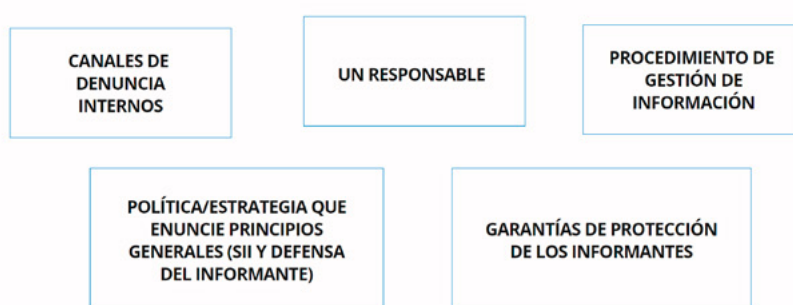 CANALES DE
DENUNCIA
INTERNOS
UN RESPONSABLE
PROCEDIMIENTO DE
GESTIÓN DE
INFORMACIÓN
POLÍTICA/ESTRATEGIA QUE
ENUNCIE PRINCIPIOS
GENERALES (SII Y DEFENSA
DEL INFORMANTE)
GARANTÍAS DE PROTECCIÓN
DE LOS INFORMANTES